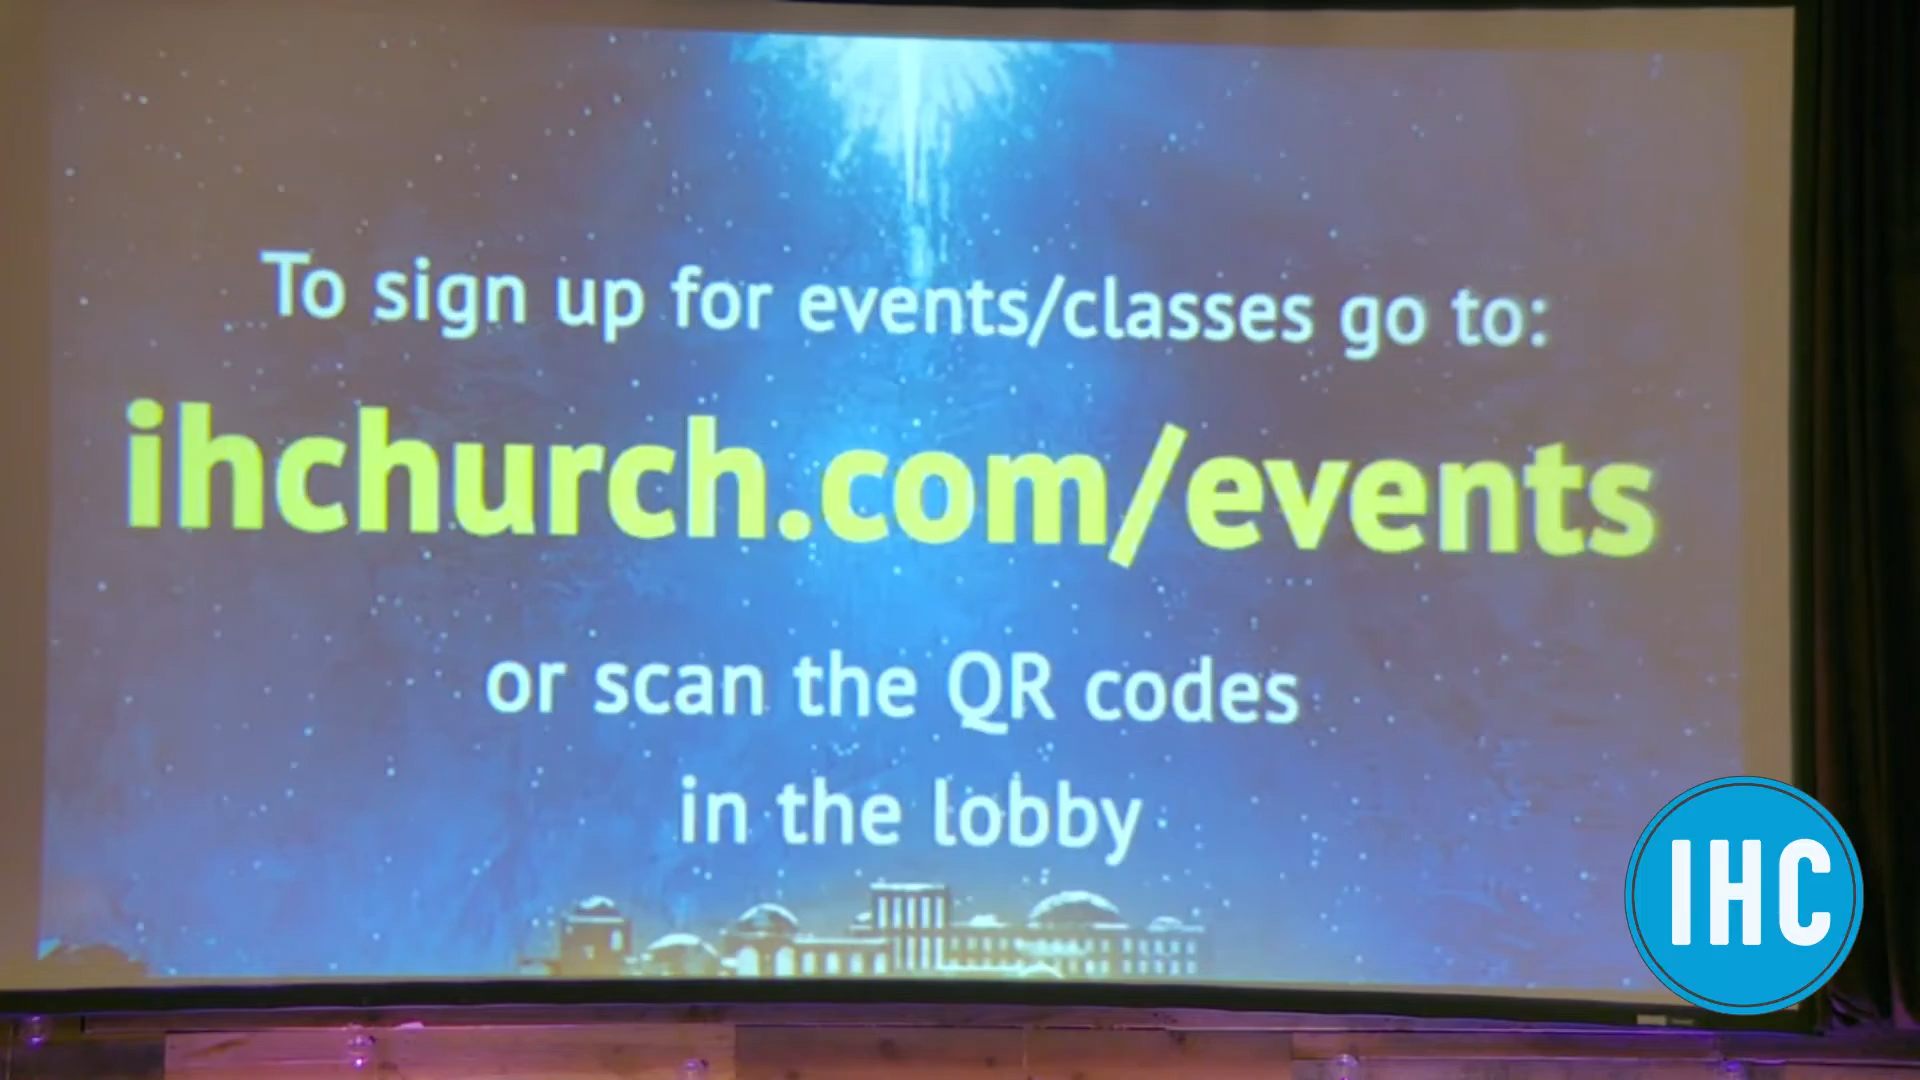 To sign up for events/classes go to:
ihchurch.com/events
or scan the QR codes
in the lobby
IHC